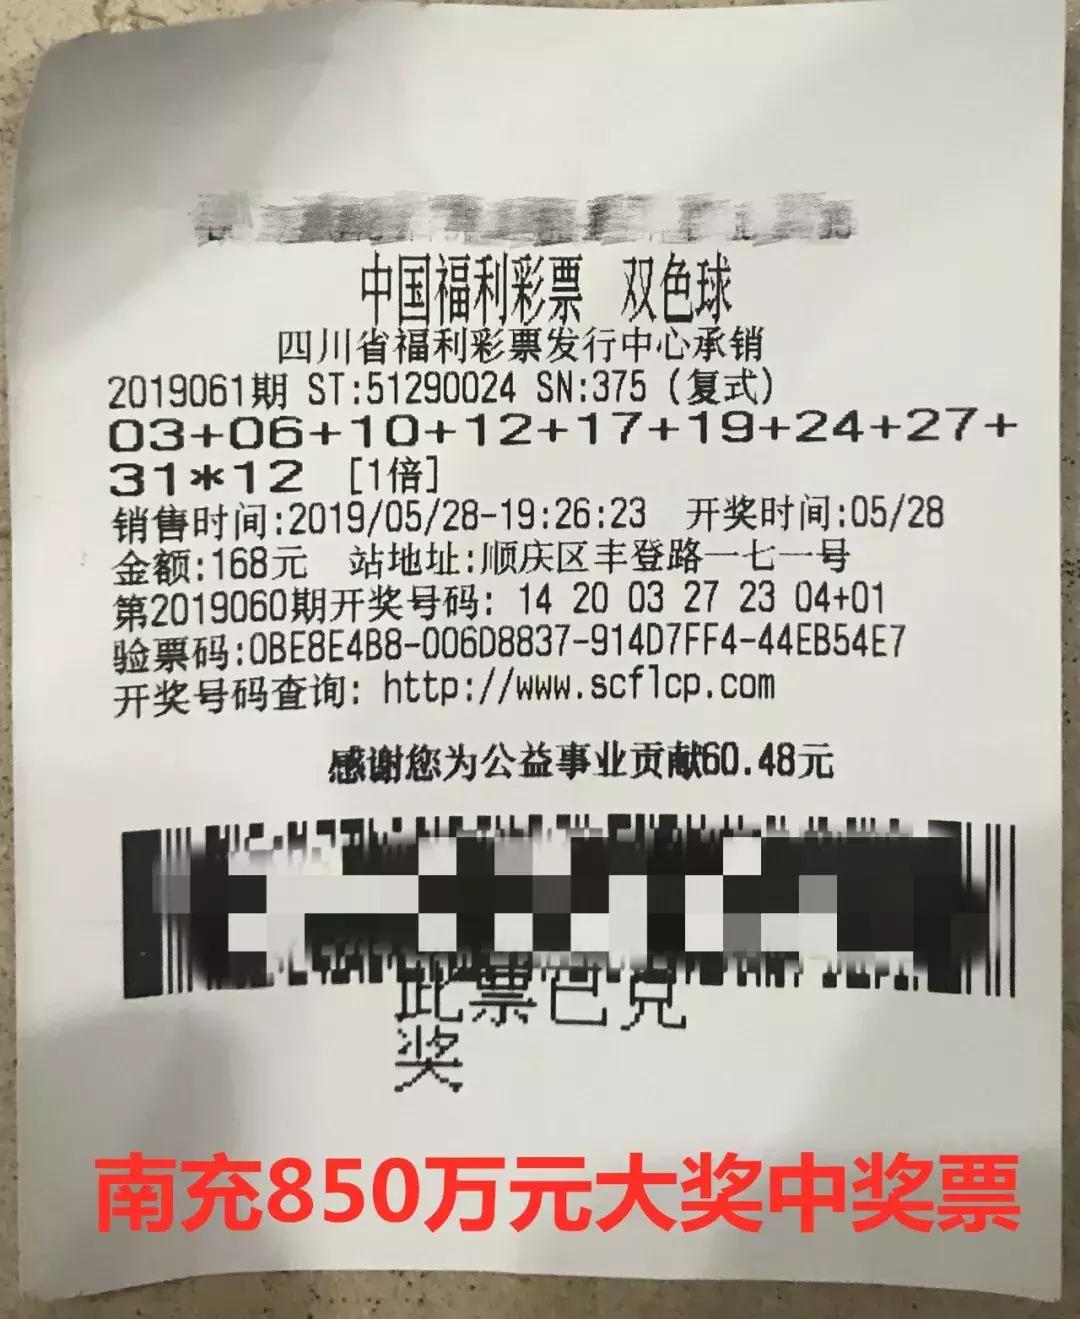 中国福利彩票 双色球
四川省福利彩票发行中心承销
2019061期 ST:51290024 SN:375 (复式)
03+06+10+12+17+19+24+27+
31*12 [1倍]
销售时间:2019/05/28-19:26:23 开奖时间:05/28
金额:168元 站地址:顺庆区丰登路一七一号
第2019060期开奖号码: 14 20 03 27 23 04+01
验票码:0BE8E4B8-006D8837-914D7FF4-44EB54E7
开奖号码查询: http://www.scflcp.com
感谢您为公益事业贡献60.48元
此票已兑
奖
南充850万元大奖中奖票